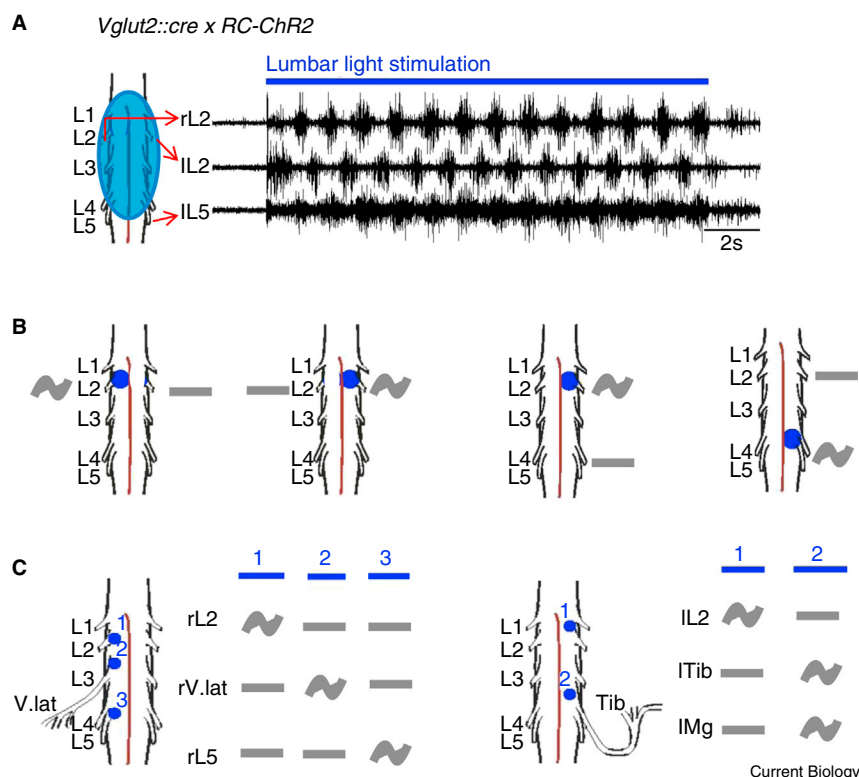 A
Vglut2::cre x RC-ChR2
Lumbar light stimulation
L1
L2
L3
L4
L5
rL2
lL2
lL5
2s
B
L1
L2
L3
L4
L5
L1
L2
L3
L4
L5
L1
L2
L3
L4
L5
L1
L2
L3
L4
L5
C
1 2 3
L1
L2
L3
L4
L5
1
2
3
V.lat
rL2
rV.lat
rL5
1 2
L1
L2
L3
L4
L5
1
2
Tib
lL2
lTib
lMg
Current Biology